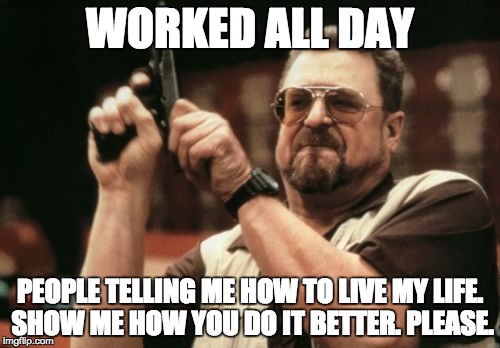 WORKED ALL DAY
PEOPLE TELLING ME HOW TO LIVE MY LIFE.
SHOW ME HOW YOU DO IT BETTER. PLEASE.
imgflip.com